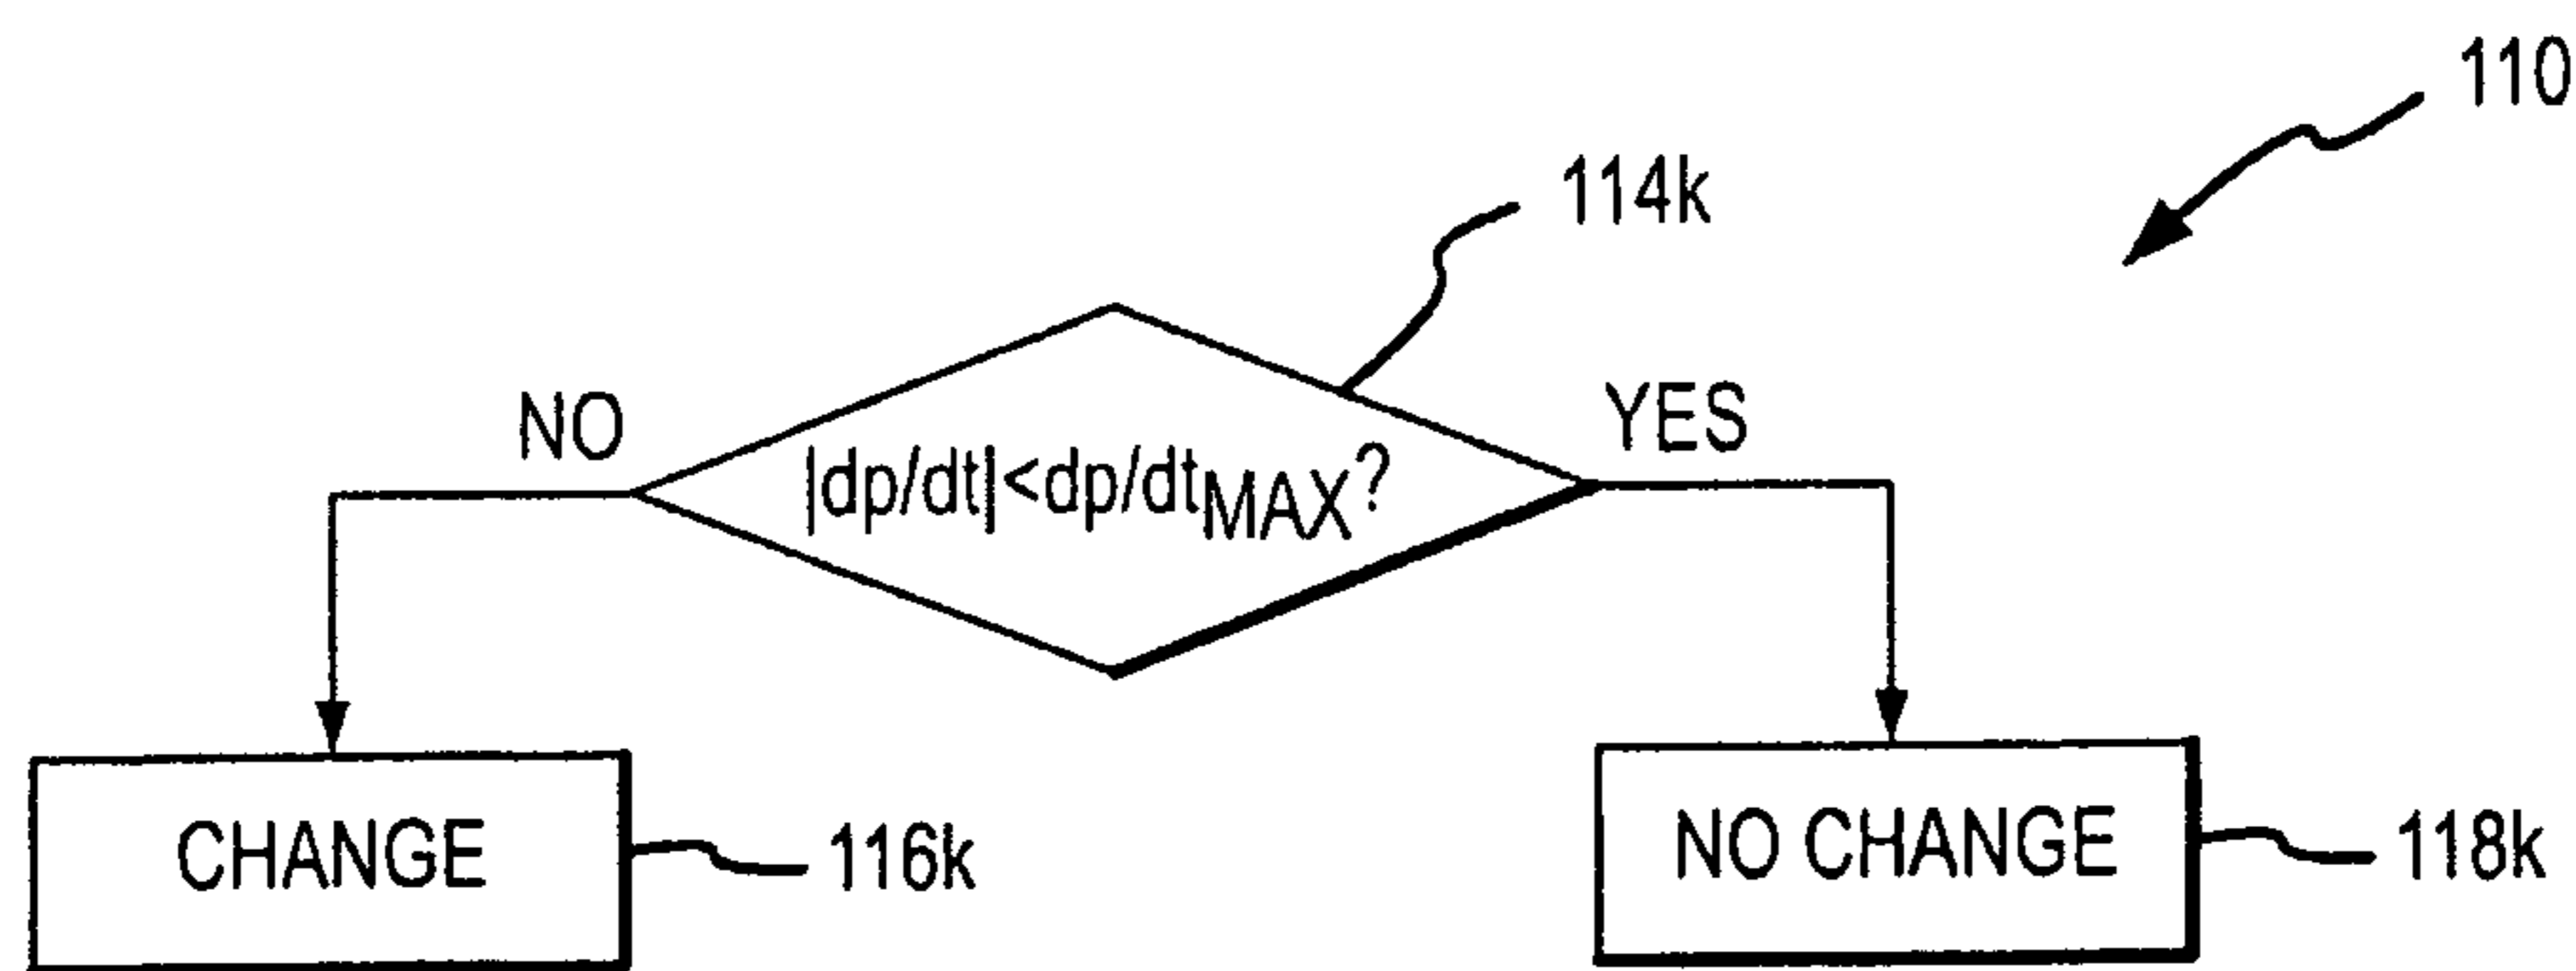 110
114k
NO
YES
|dp/dt|<dp/dtMAX?
CHANGE
116k
NO CHANGE
118k